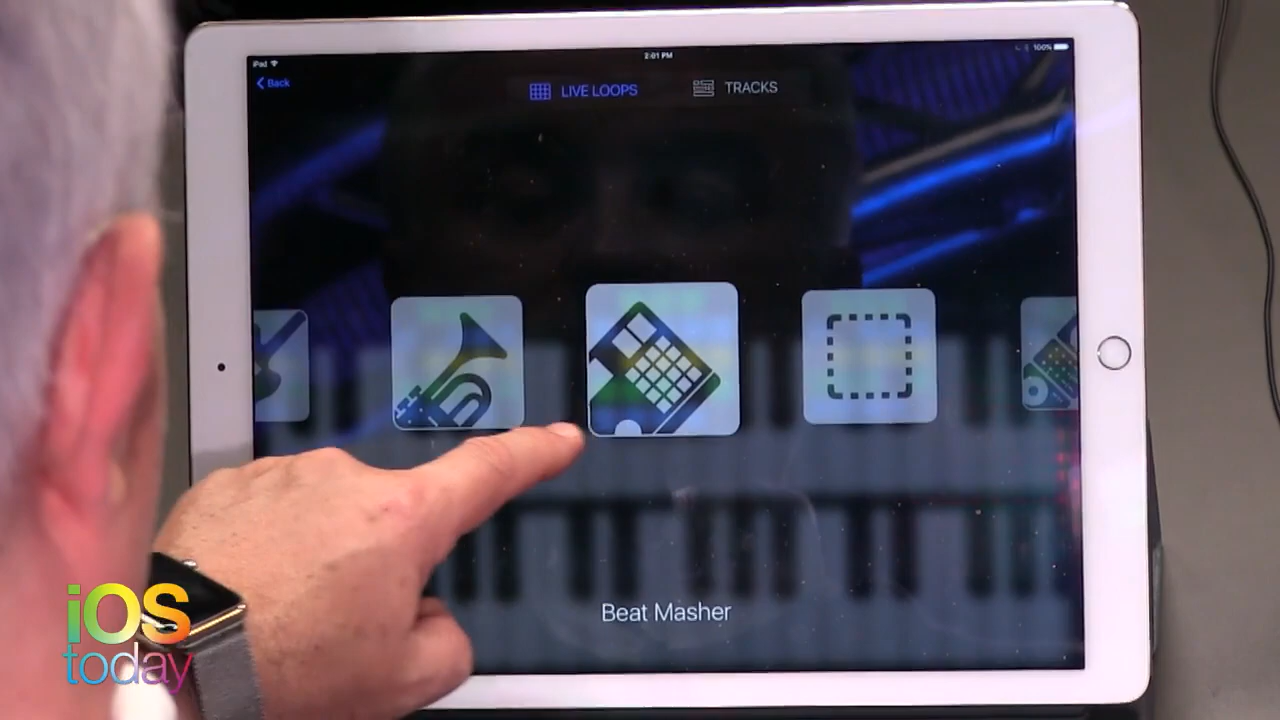 iPad
2:01 PM
100%
Back
LIVE LOOPS
TRACKS
Beat Masher
iOS
today